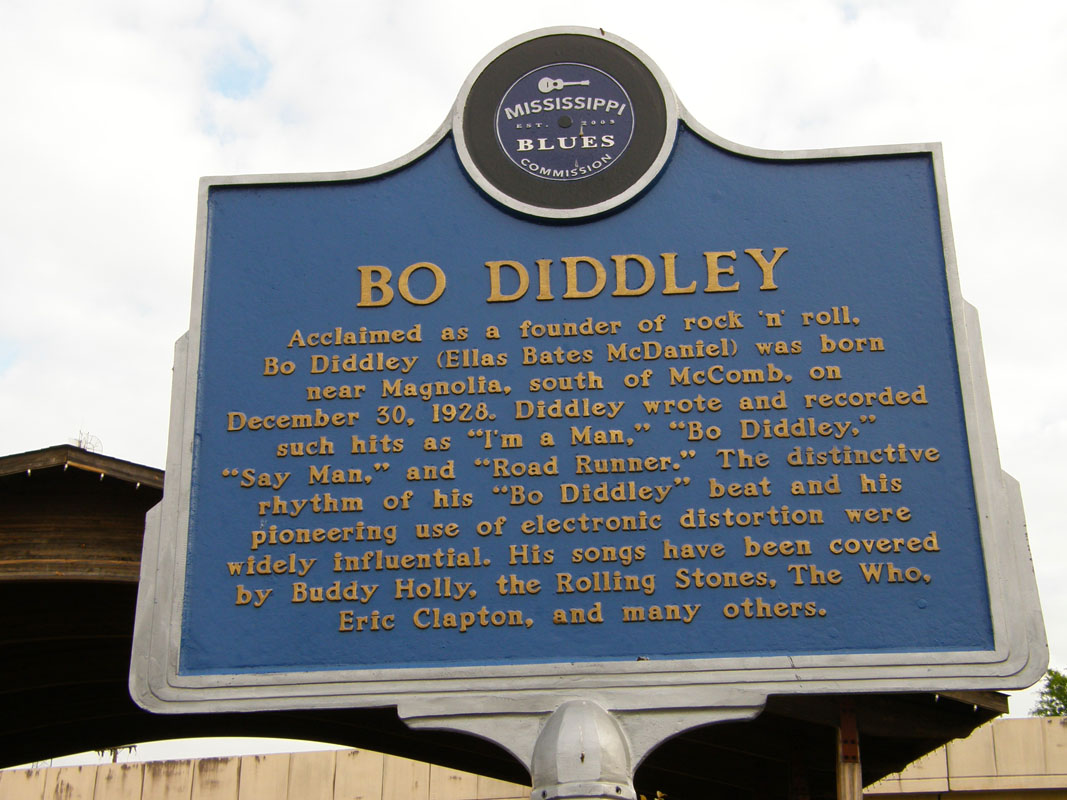 MISSISSIPPI
EST. 2003
BLUES
COMMISSION
BO DIDDLEY
Acclaimed as a founder of rock 'n' roll,
Bo Diddley (Ellas Bates McDaniel) was born
near Magnolia, south of McComb, on
December 30, 1928. Diddley wrote and recorded
such hits as "I'm a Man," "Bo Diddley,"
"Say Man," and "Road Runner." The distinctive
rhythm of his "Bo Diddley" beat and his
pioneering use of electronic distortion were
widely influential. His songs have been covered
by Buddy Holly, the Rolling Stones, The Who,
Eric Clapton, and many others.